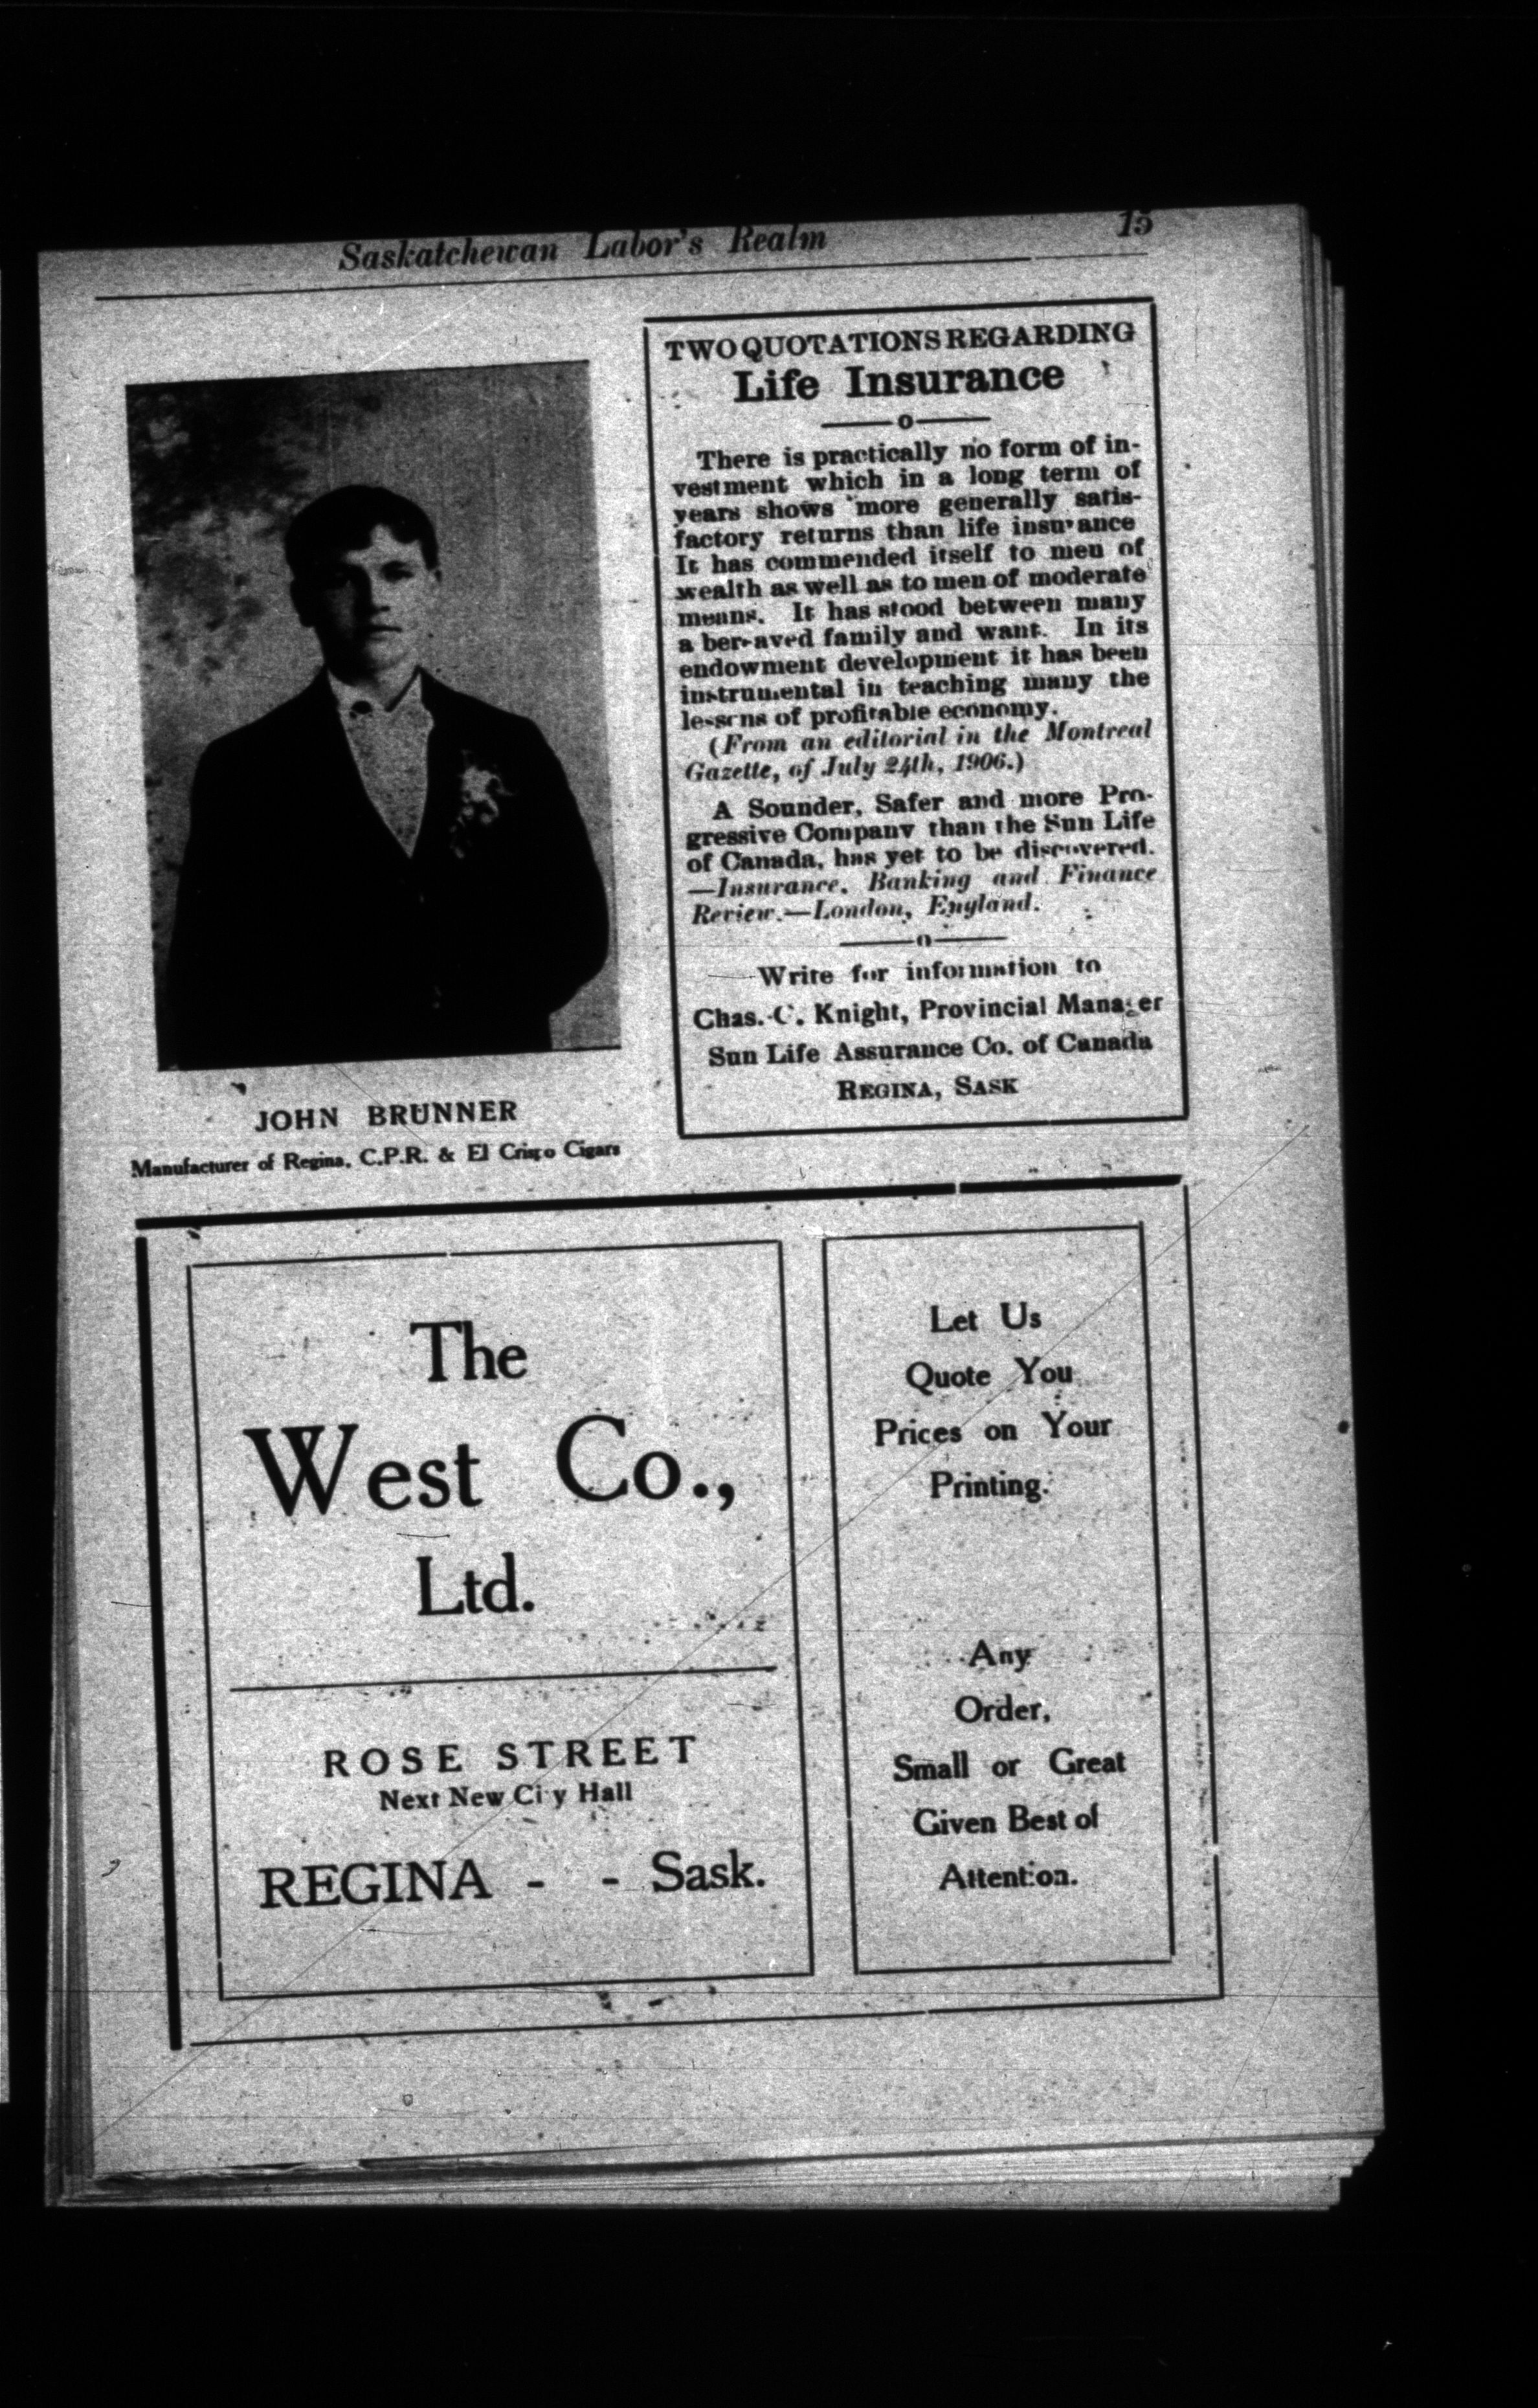 Saskatchewan Labor's Realm 15
JOHN BRUNNER
Manufacturer of Regina, C.P.R. & El Crisco Cigars
TWO QUOTATIONS REGARDING
Life Insurance
o
There is practically no form of in-
vestment which in a long term of
years shows more generally satis-
factory returns than life insurance
It has commended itself to men of
wealth as well as to men of moderate
means. It has stood between many
a bereaved family and want. In its
endowment development it has been
instrumental in teaching many the
lessons of profitable economy.
(From an editorial in the Montreal
Gazette, of July 24th, 1906.)
A Sounder, Safer and more Pro-
gressive Company than the Sun Life
of Canada, has yet to be discovered.
—Insurance, Banking and Finance
Review.—London, England.
o
Write for information to
Chas. C. Knight, Provincial Manager
Sun Life Assurance Co. of Canada
REGINA, SASK
The
West Co.,
Ltd.
ROSE STREET
Next New City Hall
REGINA - - Sask.
Let Us
Quote You
Prices on Your
Printing.
Any
Order,
Small or Great
Given Best of
Attention.